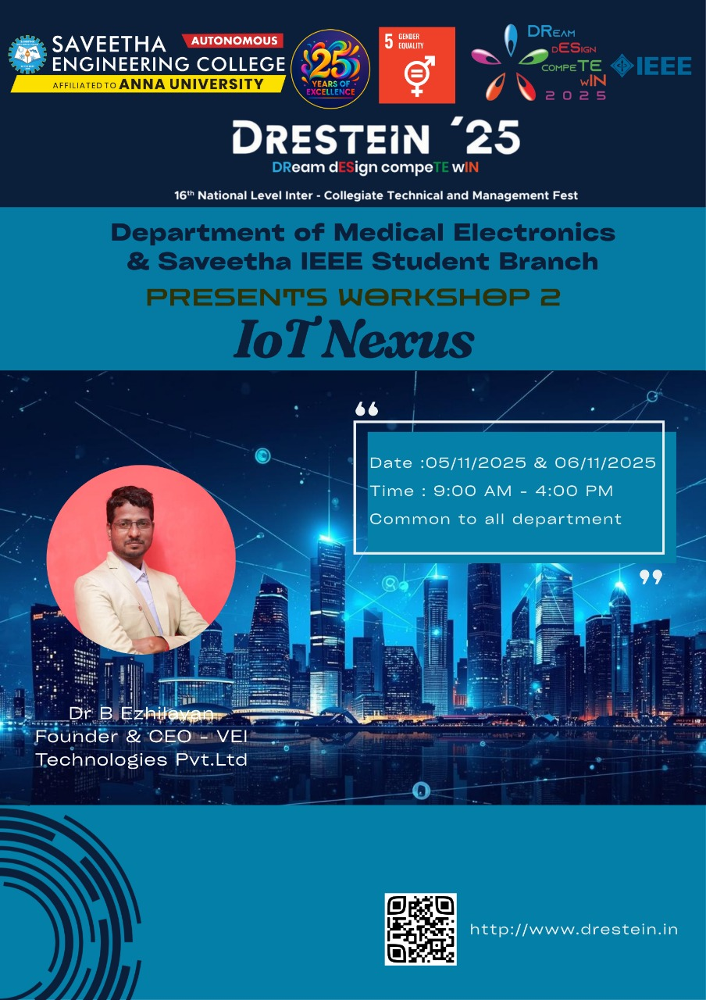 SAVEETHA AUTONOMOUS
ENGINEERING COLLEGE
AFFILIATED TO ANNA UNIVERSITY
25
YEARS OF
EXCELLENCE
5 GENDER
EQUALITY
DREAM
DESIGN
COMPETE
WIN
2025
IEEE
DRESTEIN ´25
DReam dESign compeTE wIN
16th National Level Inter - Collegiate Technical and Management Fest
Department of Medical Electronics
& Saveetha IEEE Student Branch
PRESENTS WORKSHOP 2
IoT Nexus
“
Date :05/11/2025 & 06/11/2025
Time : 9:00 AM - 4:00 PM
Common to all department
”
Dr B Ezhilavan
Founder & CEO - VEI
Technologies Pvt.Ltd
http://www.drestein.in